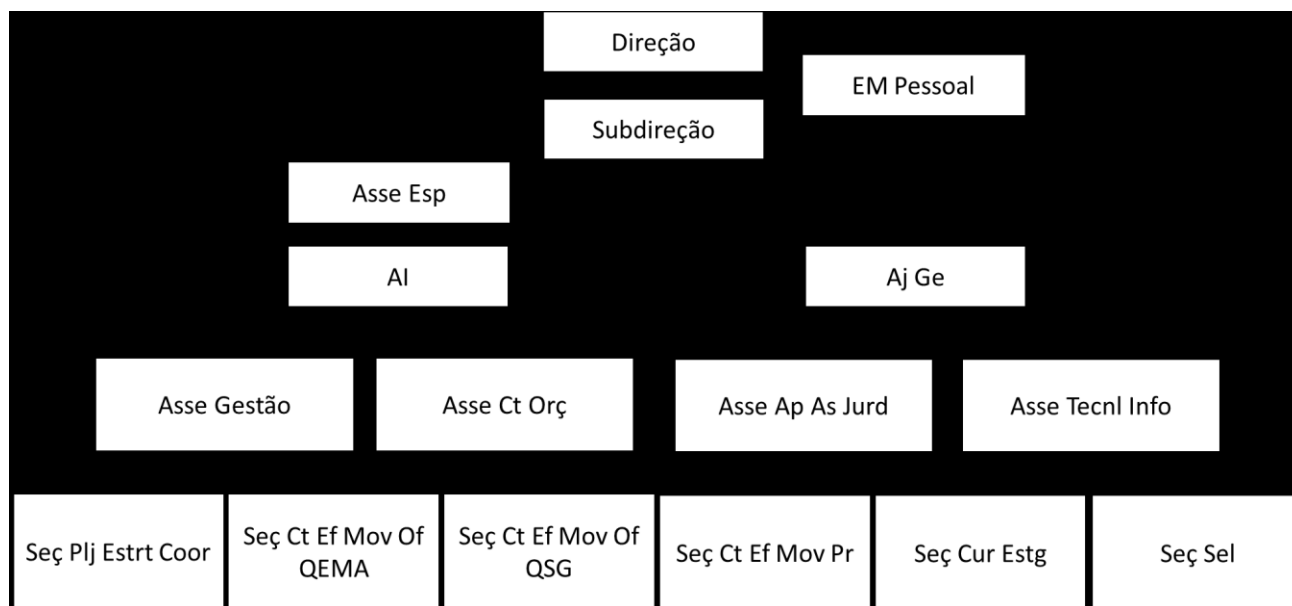 Direção
EM Pessoal
Subdireção
Asse Esp
AI
Aj Ge
Asse Gestão
Asse Ct Orç
Asse Ap As Jurd
Asse Tecnl Info
Seç Plj Estrt Coor
Seç Ct Ef Mov Of
QEMA
Seç Ct Ef Mov Of
QSG
Seç Ct Ef Mov Pr
Seç Cur Estg
Seç Sel